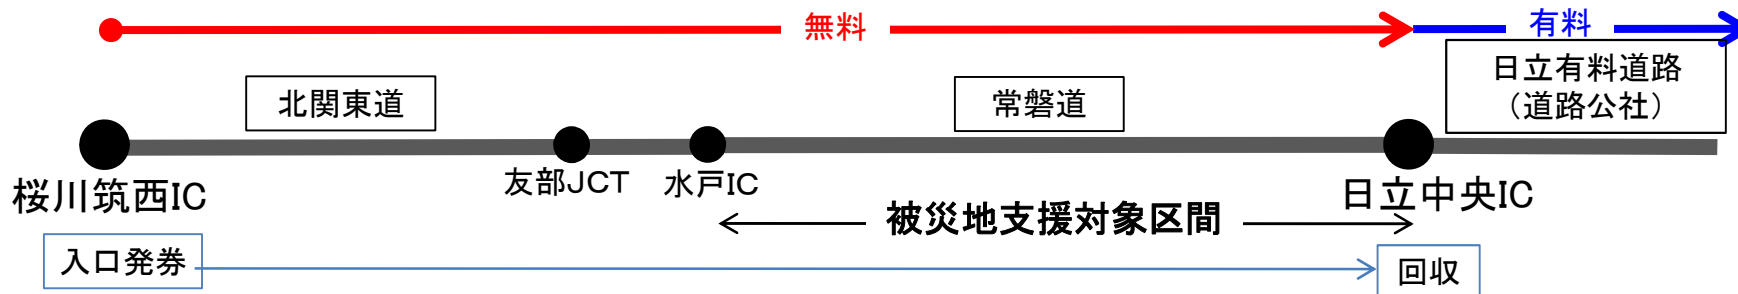 無料
有料
北関東道
常磐道
日立有料道路
（道路公社）
桜川筑西IC
友部JCT
水戸IC
日立中央IC
被災地支援対象区間
入口発券
回収